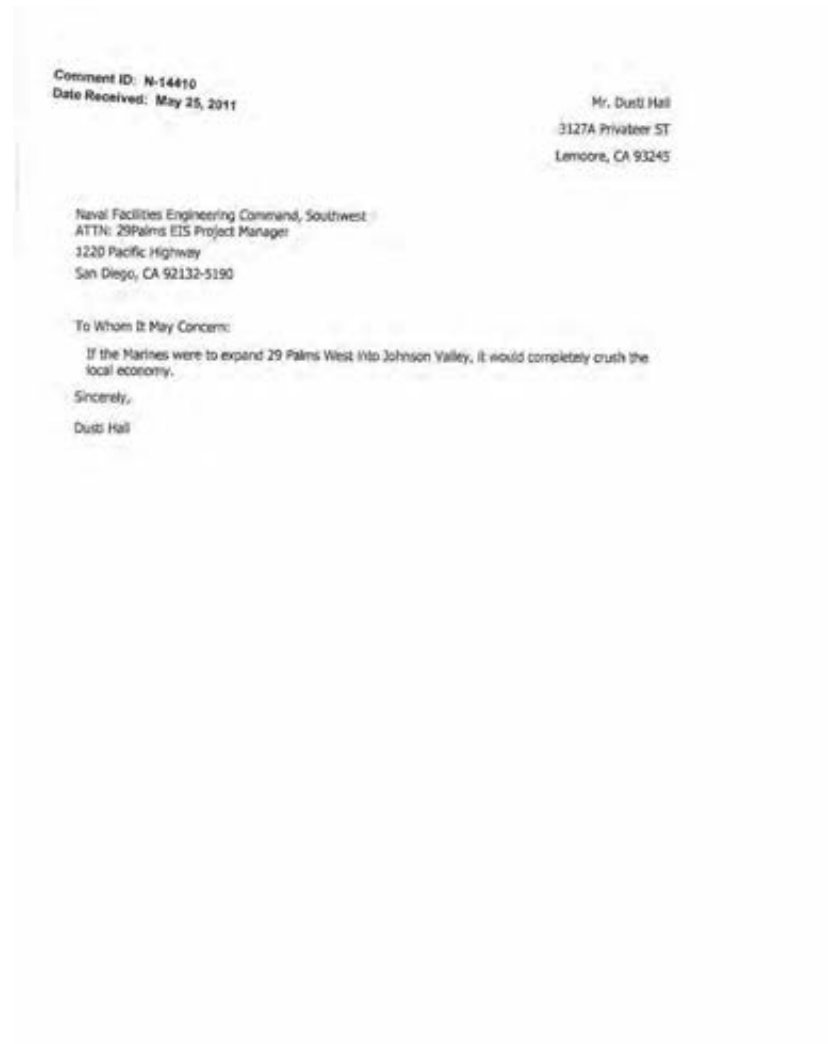 Comment ID: N-14410
Date Received: May 25, 2011
Mr. Dusti Hall
3127A Privateer ST
Lemoore, CA 93245
Naval Facilities Engineering Command, Southwest
ATTN: 29Palms EIS Project Manager
1220 Pacific Highway
San Diego, CA 92132-5190
To Whom It May Concern:
If the Marines were to expand 29 Palms West into Johnson Valley, it would completely crush the
local economy.
Sincerely,
Dusti Hall